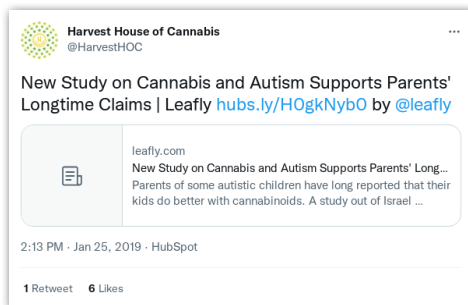 Harvest House of Cannabis
@HarvestHOC
New Study on Cannabis and Autism Supports Parents'
Longtime Claims | Leafly hubs.ly/H0gkNyb0 by @leafly
leafly.com
New Study on Cannabis and Autism Supports Parents' Long...
Parents of some autistic children have long reported that their
kids do better with cannabinoids. A study out of Israel ...
2:13 PM · Jan 25, 2019 · HubSpot
1 Retweet 6 Likes